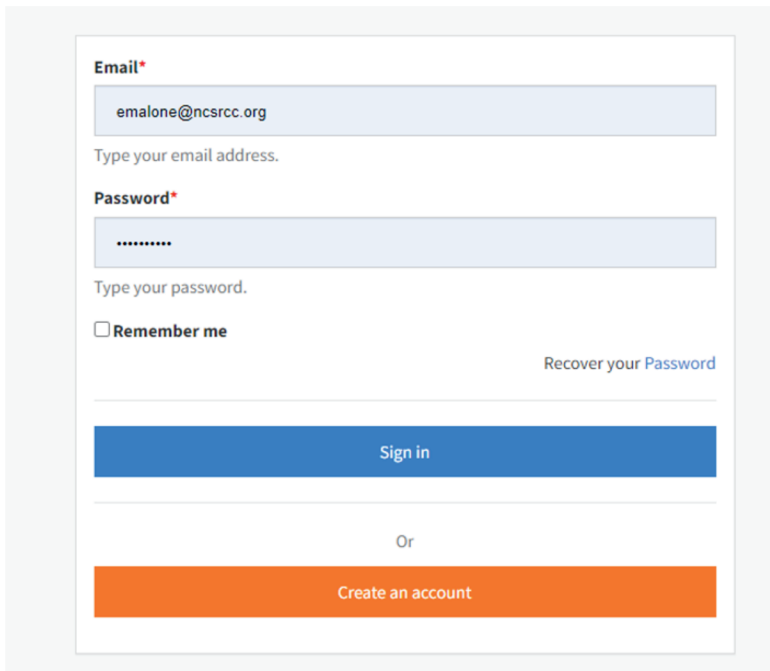 Email*
emalone@ncsrcc.org
Type your email address.
Password*
••••••••••
Type your password.
Remember me
Recover your Password
Sign in
Or
Create an account